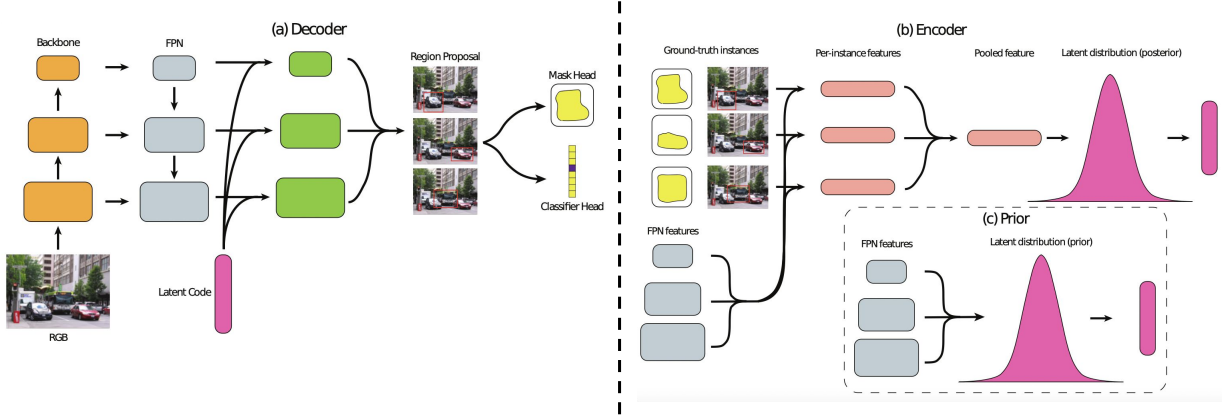 (a) Decoder
Backbone
FPN
Region Proposal
Mask Head
Classifier Head
Latent Code
RGB
(b) Encoder
Ground-truth instances
Per-instance features
Pooled feature
Latent distribution (posterior)
FPN features
(c) Prior
FPN features
Latent distribution (prior)